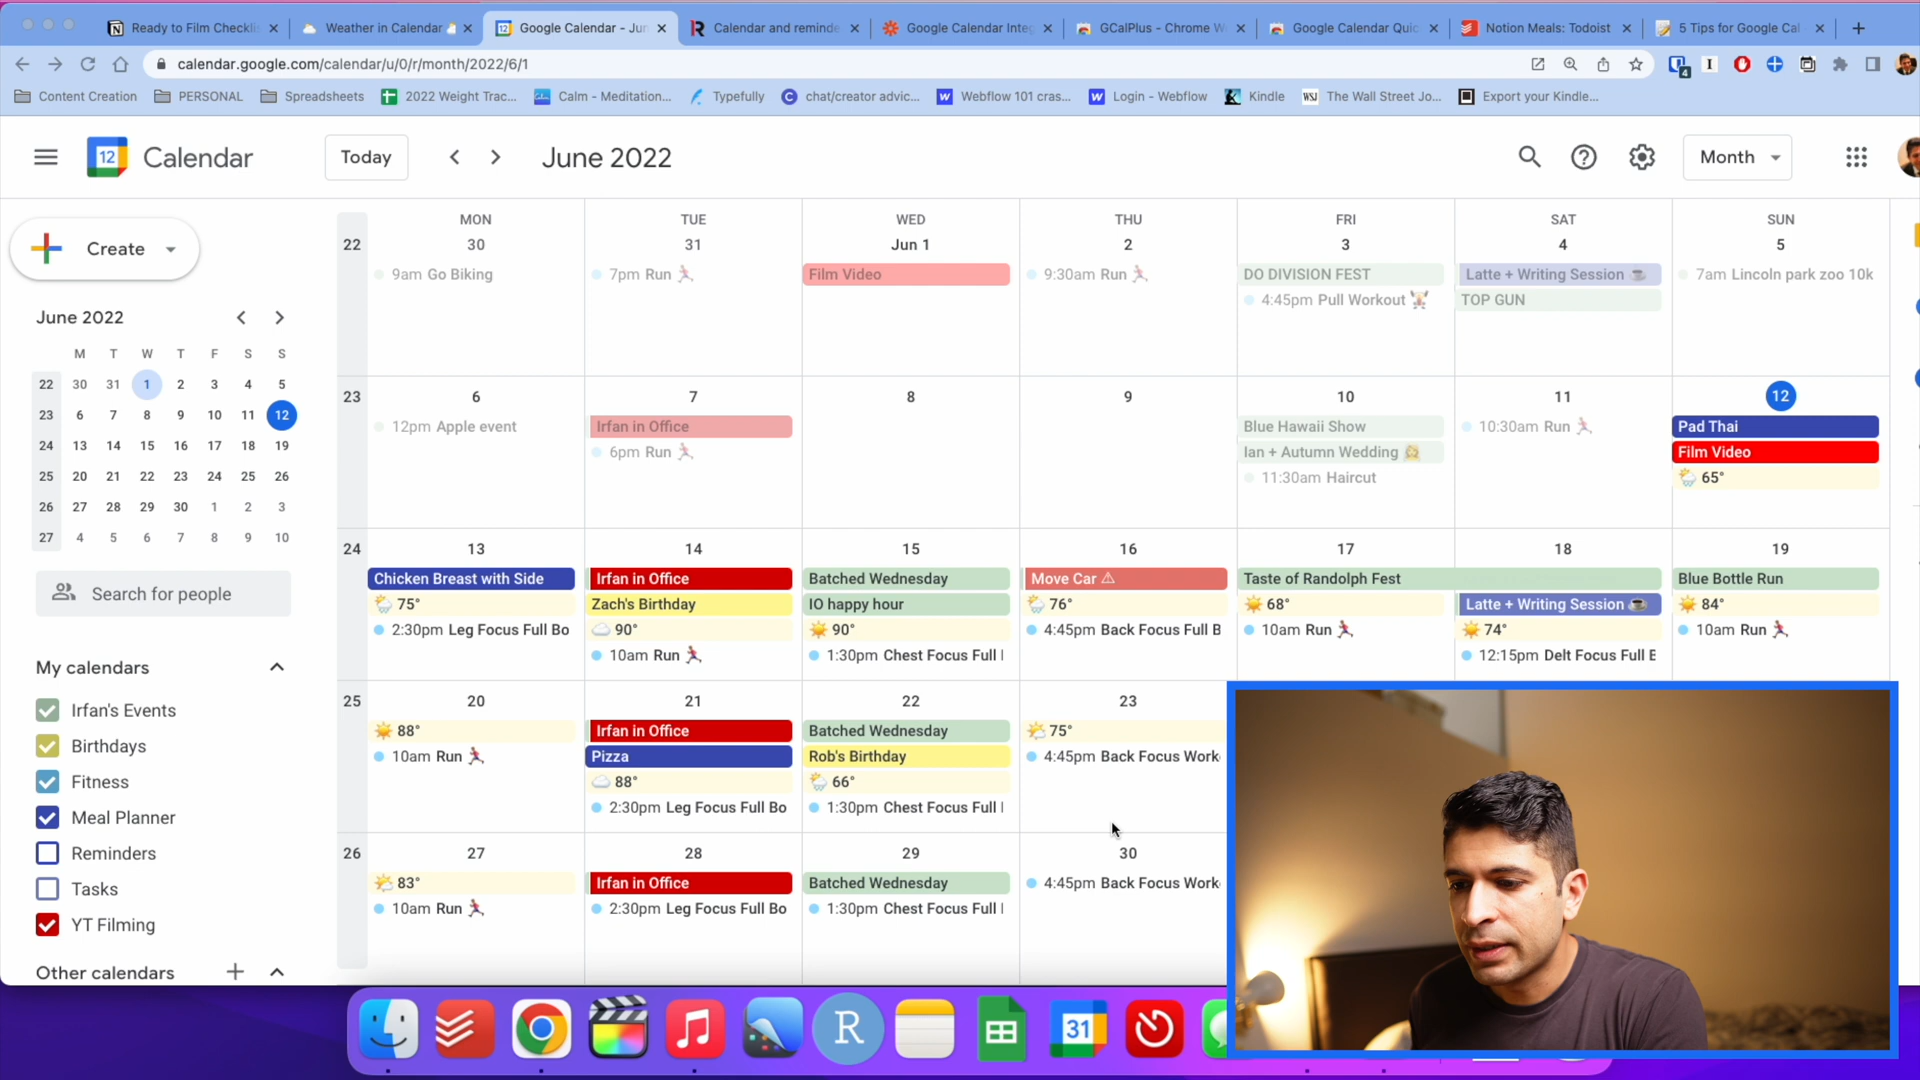 Ready to Film Checkli
Weather in Calendar
Google Calendar - Jun
Calendar and reminde
Google Calendar Inte
GCalPlus - Chrome W
Google Calendar Quic
Notion Meals: Todoist
5 Tips for Google Cal
calendar.google.com/calendar/u/0/r/month/2022/6/1
Content Creation
PERSONAL
Spreadsheets
2022 Weight Trac...
Calm - Meditation...
Typefully
chat/creator advic...
Webflow 101 cras...
Login - Webflow
Kindle
The Wall Street Jo...
Export your Kindle...
12 Calendar
Today
June 2022
Month
Create
June 2022
M T W T F S S
22 30 31 1 2 3 4 5
23 6 7 8 9 10 11 12
24 13 14 15 16 17 18 19
25 20 21 22 23 24 25 26
26 27 28 29 30 1 2 3
27 4 5 6 7 8 9 10
Search for people
My calendars
Irfan's Events
Birthdays
Fitness
Meal Planner
Reminders
Tasks
YT Filming
Other calendars
MON TUE WED THU FRI SAT SUN
22 30 31 Jun 1 2 3 4 5
9am Go Biking
7pm Run
Film Video
9:30am Run
DO DIVISION FEST
4:45pm Pull Workout
Latte + Writing Session
TOP GUN
7am Lincoln park zoo 10k
23 6 7 8 9 10 11 12
12pm Apple event
Irfan in Office
6pm Run
Blue Hawaii Show
Ian + Autumn Wedding
11:30am Haircut
10:30am Run
Pad Thai
Film Video
65°
24 13 14 15 16 17 18 19
Chicken Breast with Side
75°
2:30pm Leg Focus Full Bo
Irfan in Office
Zach's Birthday
90°
10am Run
Batched Wednesday
IO happy hour
90°
1:30pm Chest Focus Full
Move Car
76°
4:45pm Back Focus Full B
Taste of Randolph Fest
68°
10am Run
Latte + Writing Session
74°
12:15pm Delt Focus Full E
Blue Bottle Run
84°
10am Run
25 20 21 22 23
88°
10am Run
Irfan in Office
Pizza
88°
2:30pm Leg Focus Full Bo
Batched Wednesday
Rob's Birthday
66°
1:30pm Chest Focus Full
75°
4:45pm Back Focus Work
26 27 28 29 30
83°
10am Run
Irfan in Office
2:30pm Leg Focus Full Bo
Batched Wednesday
1:30pm Chest Focus Full
4:45pm Back Focus Work
R
31